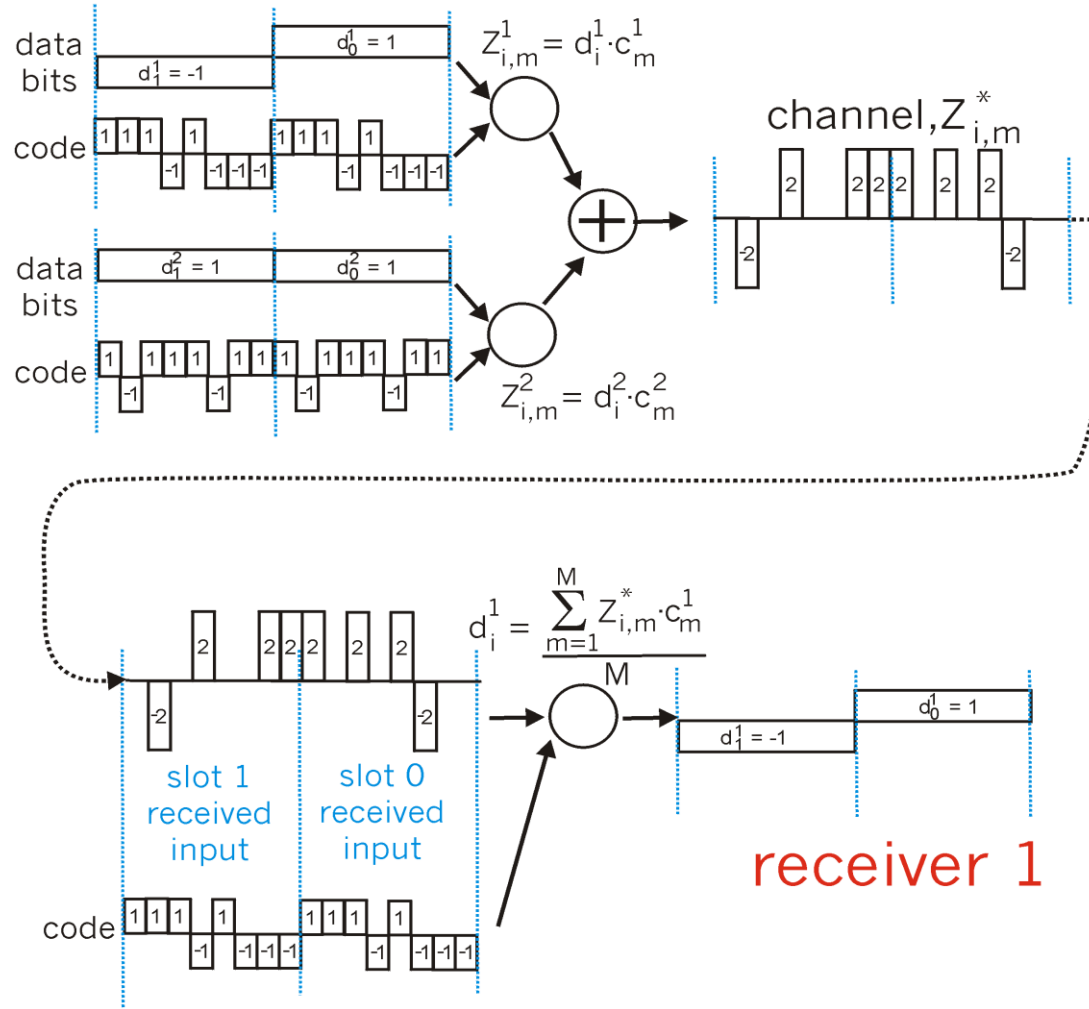 data bits
d₁¹ = -1
d₀¹ = 1
code
1 1 1 -1 1 -1 -1 -1 1 1 1 -1 1 -1 -1 -1
Z¹i,m = d¹i·c¹m
data bits
d₁² = 1
d₀² = 1
code
1 -1 1 1 1 -1 1 1 1 -1 1 1 1 -1 1 1
Z²i,m = d²i·c²m
+
channel, Z*i,m
-2 2 2 2 2 2 2 -2
-2 2 2 2 2 2 2 -2
slot 1
received
input
slot 0
received
input
code
1 1 1 -1 1 -1 -1 -1 1 1 1 -1 1 -1 -1 -1
d¹i = ∑ M m=1 Z*i,m·c¹m
M
d₁¹ = -1
d₀¹ = 1
receiver 1